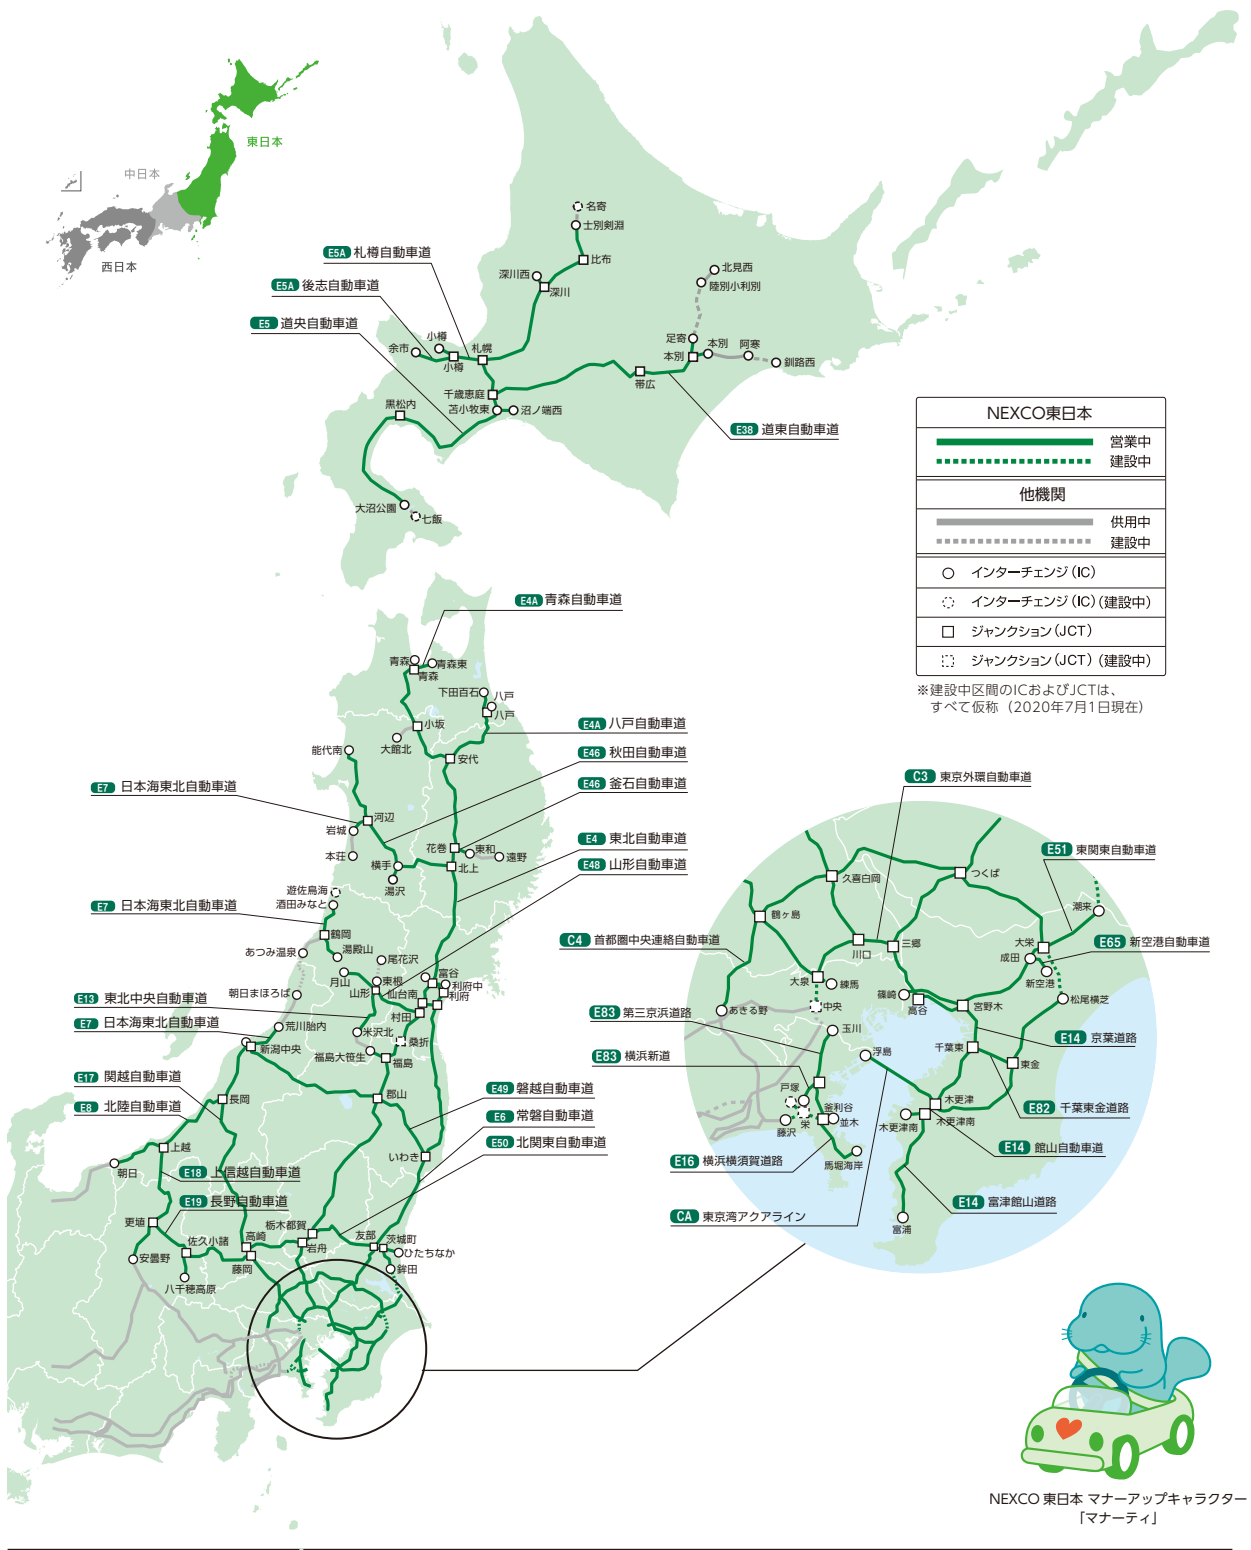 東日本
中日本
西日本
名寄
士別剣淵
E5A 札樽自動車道
比布
北見西
深川西
E5A 後志自動車道
陸別小利別
深川
E5 道央自動車道
小樽
足寄
本別
阿寒
余市
札幌
本別
釧路西
小樽
帯広
千歳恵庭
黒松内
苫小牧東
沼ノ端西
E38 道東自動車道
大沼公園
七飯
NEXCO東日本
営業中
建設中
他機関
供用中
建設中
インターチェンジ(IC)
インターチェンジ(IC)(建設中)
ジャンクション(JCT)
ジャンクション(JCT)(建設中)
※建設中区間のICおよびJCTは、
すべて仮称(2020年7月1日現在)
E4A 青森自動車道
青森
青森東
青森
下田百石
八戸
八戸
小坂
E4A 八戸自動車道
大館北
能代南
安代
E46 秋田自動車道
E7 日本海東北自動車道
E46 釜石自動車道
河辺
岩城
花巻
東和
E4 東北自動車道
本荘
横手
遠野
北上
E48 山形自動車道
湯沢
遊佐鳥海
酒田みなと
E7 日本海東北自動車道
鶴岡
あつみ温泉
湯殿山
尾花沢
月山
富谷
東根
利府中
朝日まほろば
山形
仙台南
利府
E13 東北中央自動車道
村田
E7 日本海東北自動車道
荒川胎内
米沢北
桑折
新潟中央
福島大笹生
福島
E17 関越自動車道
E49 磐越自動車道
長岡
郡山
E8 北陸自動車道
E6 常磐自動車道
上越
E50 北関東自動車道
いわき
朝日
E18 上信越自動車道
E19 長野自動車道
更埴
栃木都賀
佐久小諸
高崎
岩舟
友部
茨城町
安曇野
ひたちなか
藤岡
鉾田
八千穂高原
C3 東京外環自動車道
E51 東関東自動車道
久喜白岡
つくば
潮来
鶴ヶ島
C4 首都圏中央連絡自動車道
川口
三郷
大栄
E65 新空港自動車道
成田
大泉
練馬
新空港
篠崎
あきる野
中央
高谷
宮野木
松尾横芝
E83 第三京浜道路
玉川
E14 京葉道路
千葉東
E83 横浜新道
浮島
東金
戸塚
木更津
釜利谷
E82 千葉東金道路
栄
並木
木更津南
木更津南
藤沢
E14 館山自動車道
E16 横浜横須賀道路
馬堀海岸
E14 富津館山道路
CA 東京湾アクアライン
富浦
NEXCO 東日本 マナーアップキャラクター
「マナーティ」